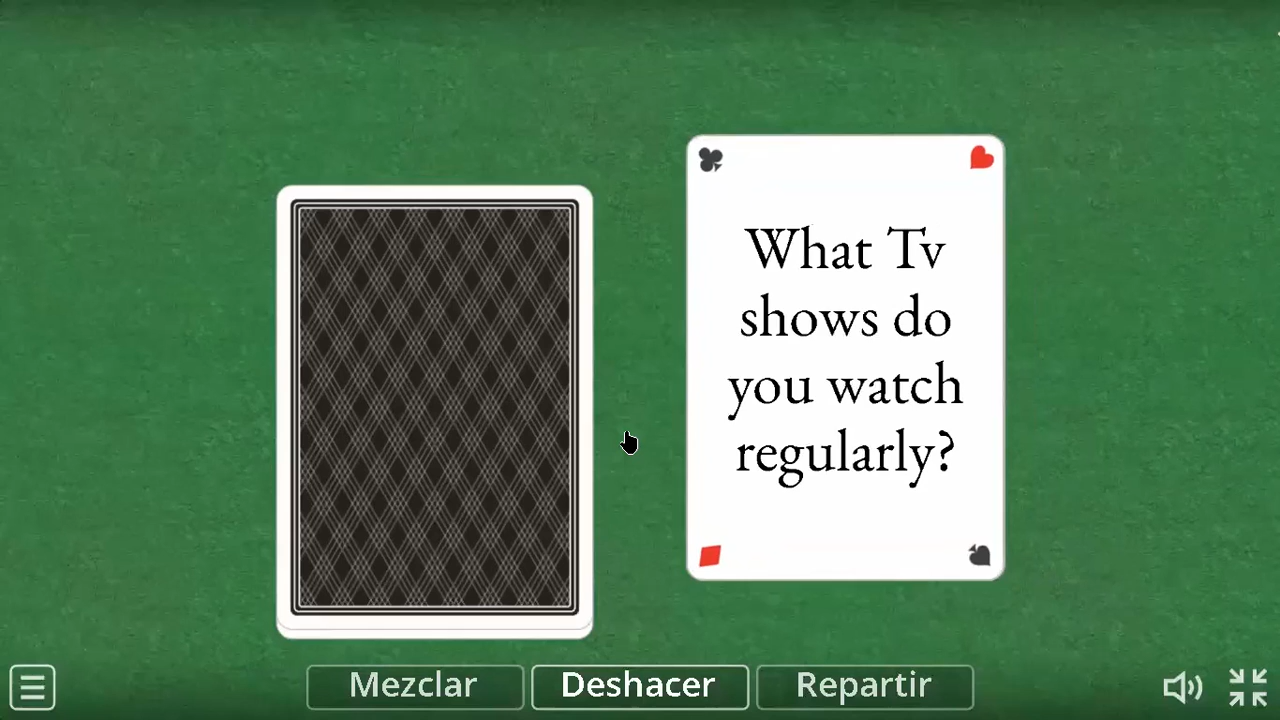 What Tv
shows do
you watch
regularly?
Mezclar
Deshacer
Repartir